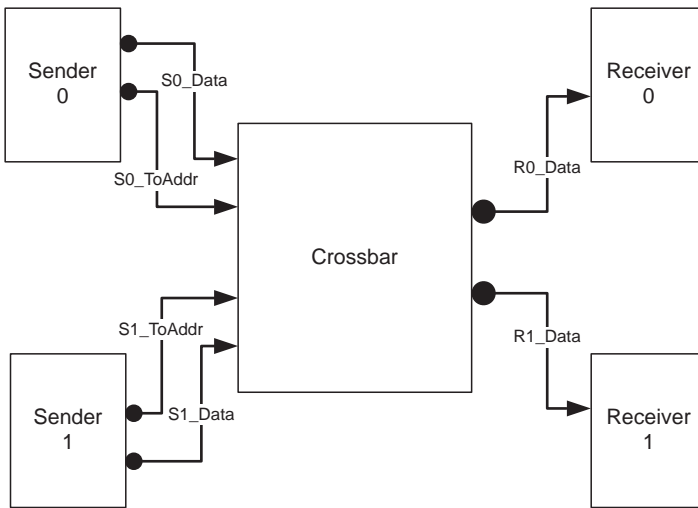 Sender
0
S0_Data
S0_ToAddr
Receiver
0
R0_Data
Crossbar
S1_ToAddr
S1_Data
Sender
1
R1_Data
Receiver
1